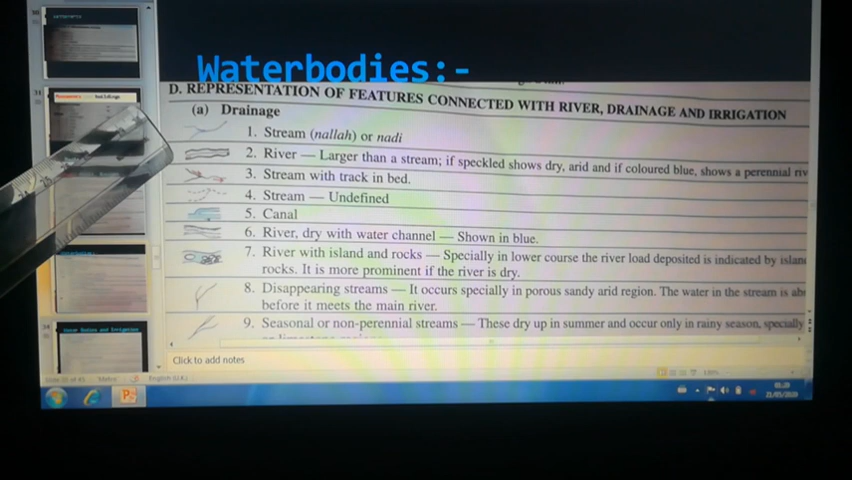 Waterbodies:-
D. REPRESENTATION OF FEATURES CONNECTED WITH RIVER, DRAINAGE AND IRRIGATION
(a) Drainage
1. Stream (nallah) or nadi
2. River — Larger than a stream; if speckled shows dry, arid and if coloured blue, shows a perennial riv
3. Stream with track in bed.
4. Stream — Undefined
5. Canal
6. River, dry with water channel — Shown in blue.
7. River with island and rocks — Specially in lower course the river load deposited is indicated by islan
rocks. It is more prominent if the river is dry.
8. Disappearing streams — It occurs specially in porous sandy arid region. The water in the stream is abs
before it meets the main river.
9. Seasonal or non-perennial streams — These dry up in summer and occur only in rainy season, specially
Click to add notes
English (U.K.)